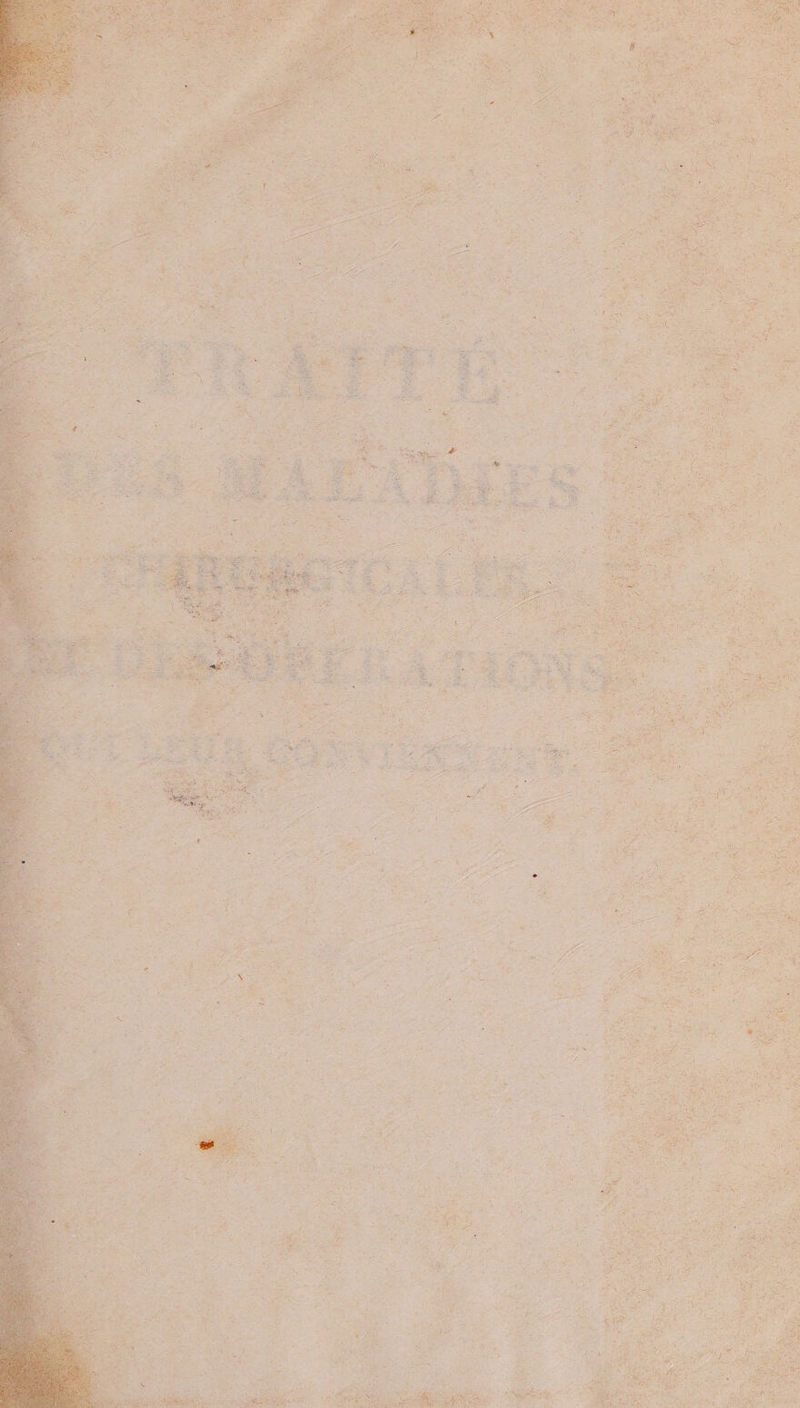 TRAITÉ
DES MALADIES
CHIRURGICALES
ET DES OPÉRATIONS
QUI LEUR CONVIENNENT.